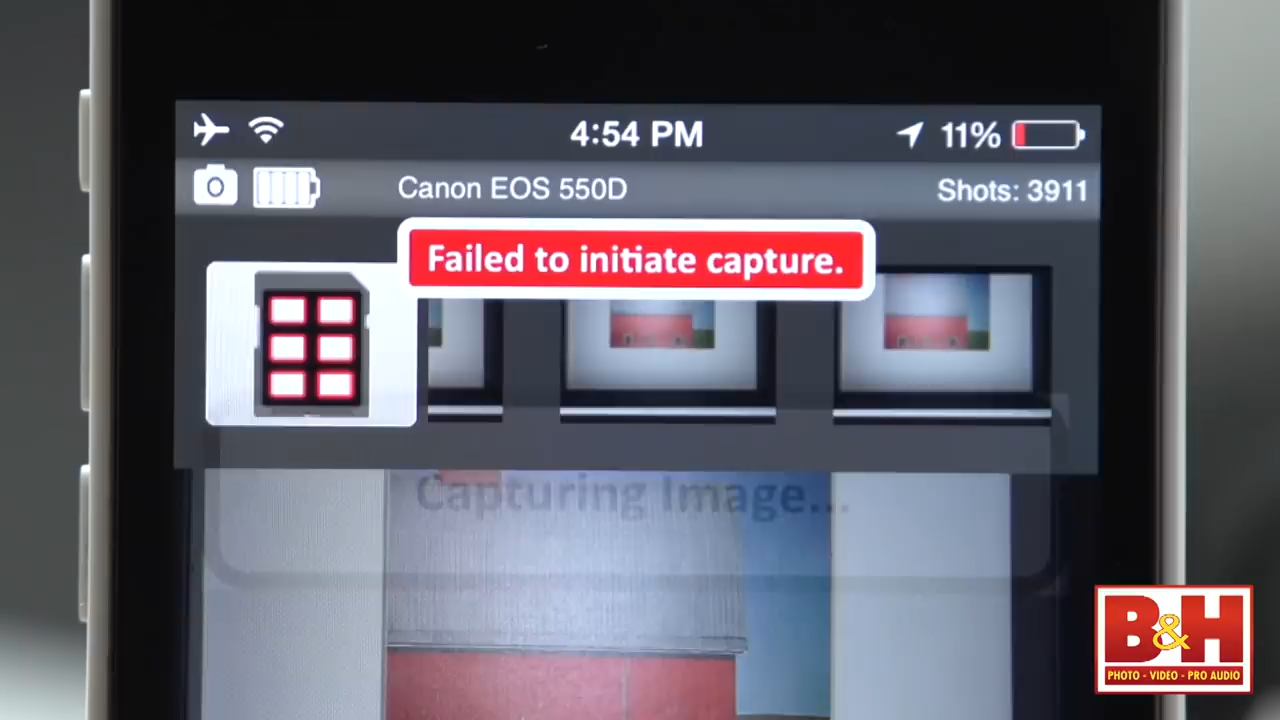 4:54 PM
11%
Canon EOS 550D
Shots: 3911
Failed to initiate capture.
Capturing Image...
B&H
PHOTO - VIDEO - PRO AUDIO